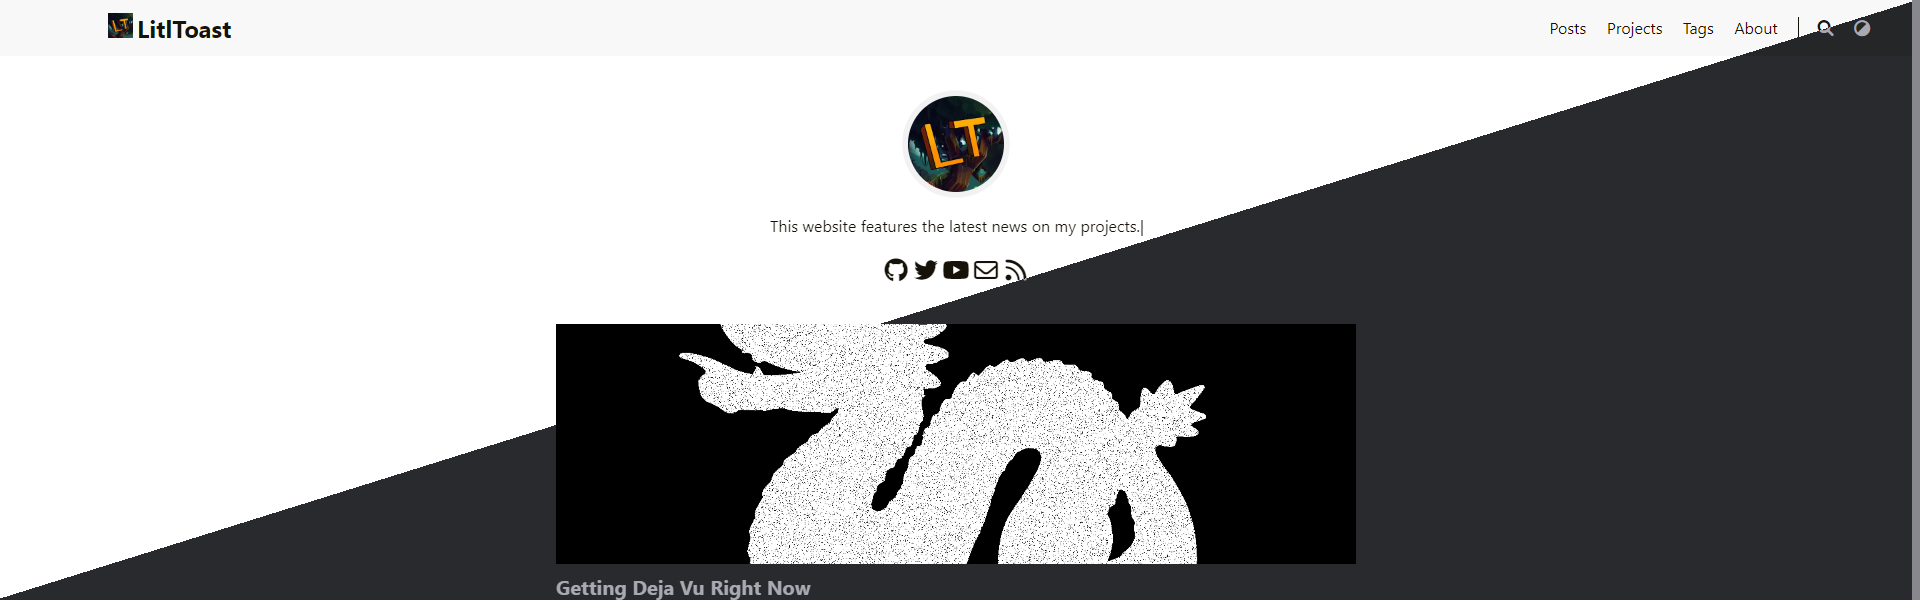 LitlToast
Posts Projects Tags About
LT
This website features the latest news on my projects.|
Getting Deja Vu Right Now